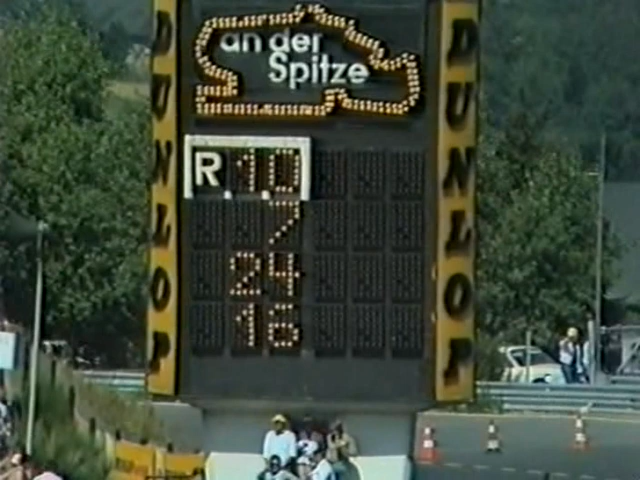 an der
Spitze
DUNLOP
R 10
7
24
16
DUNLOP